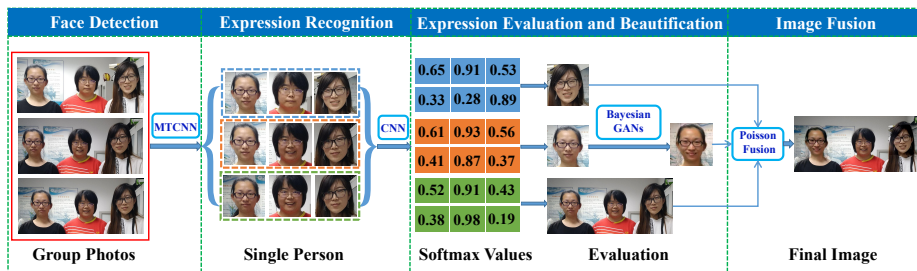 Face Detection
Expression Recognition
Expression Evaluation and Beautification
Image Fusion
MTCNN
CNN
0.65 0.91 0.53
0.33 0.28 0.89
0.61 0.93 0.56
0.41 0.87 0.37
0.52 0.91 0.43
0.38 0.98 0.19
Bayesian
GANs
Poisson
Fusion
Group Photos
Single Person
Softmax Values
Evaluation
Final Image